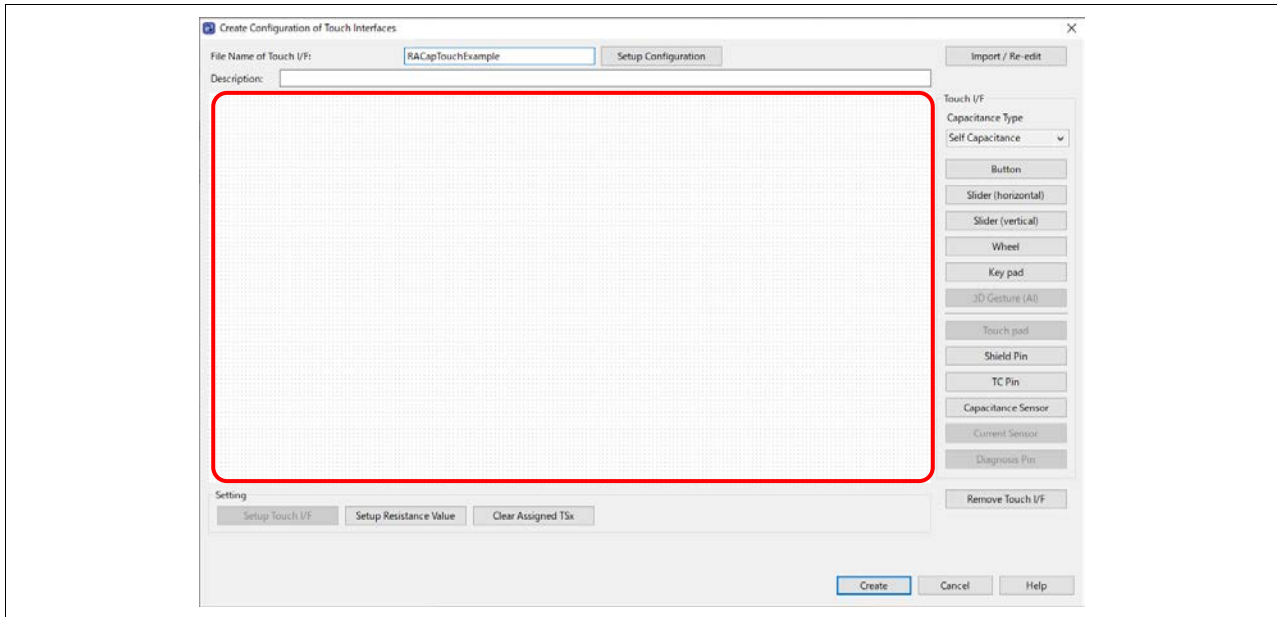 Create Configuration of Touch Interfaces
File Name of Touch I/F: RACapTouchExample Setup Configuration Import / Re-edit
Description:
Touch I/F
Capacitance Type
Self Capacitance
Button
Slider (horizontal)
Slider (vertical)
Wheel
Key pad
3D Gesture (AI)
Touch pad
Shield Pin
TC Pin
Capacitance Sensor
Current Sensor
Diagnosis Pin
Setting
Setup Touch I/F Setup Resistance Value Clear Assigned TSx
Remove Touch I/F
Create Cancel Help